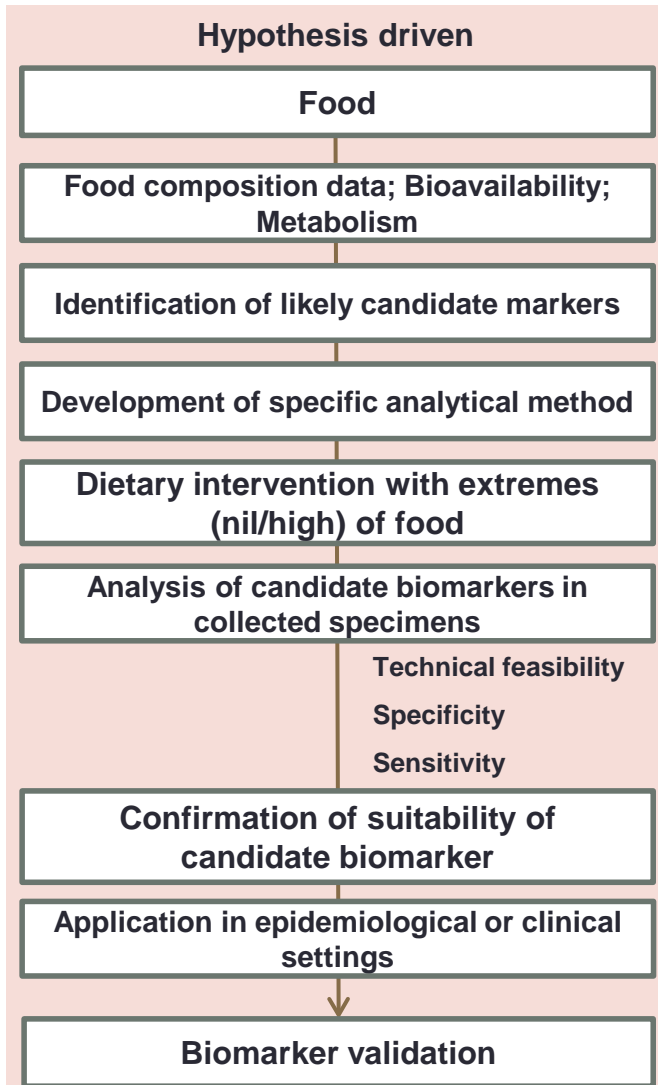 Hypothesis driven
Food
Food composition data; Bioavailability;
Metabolism
Identification of likely candidate markers
Development of specific analytical method
Dietary intervention with extremes
(nil/high) of food
Analysis of candidate biomarkers in
collected specimens
Technical feasibility
Specificity
Sensitivity
Confirmation of suitability of
candidate biomarker
Application in epidemiological or clinical
settings
Biomarker validation